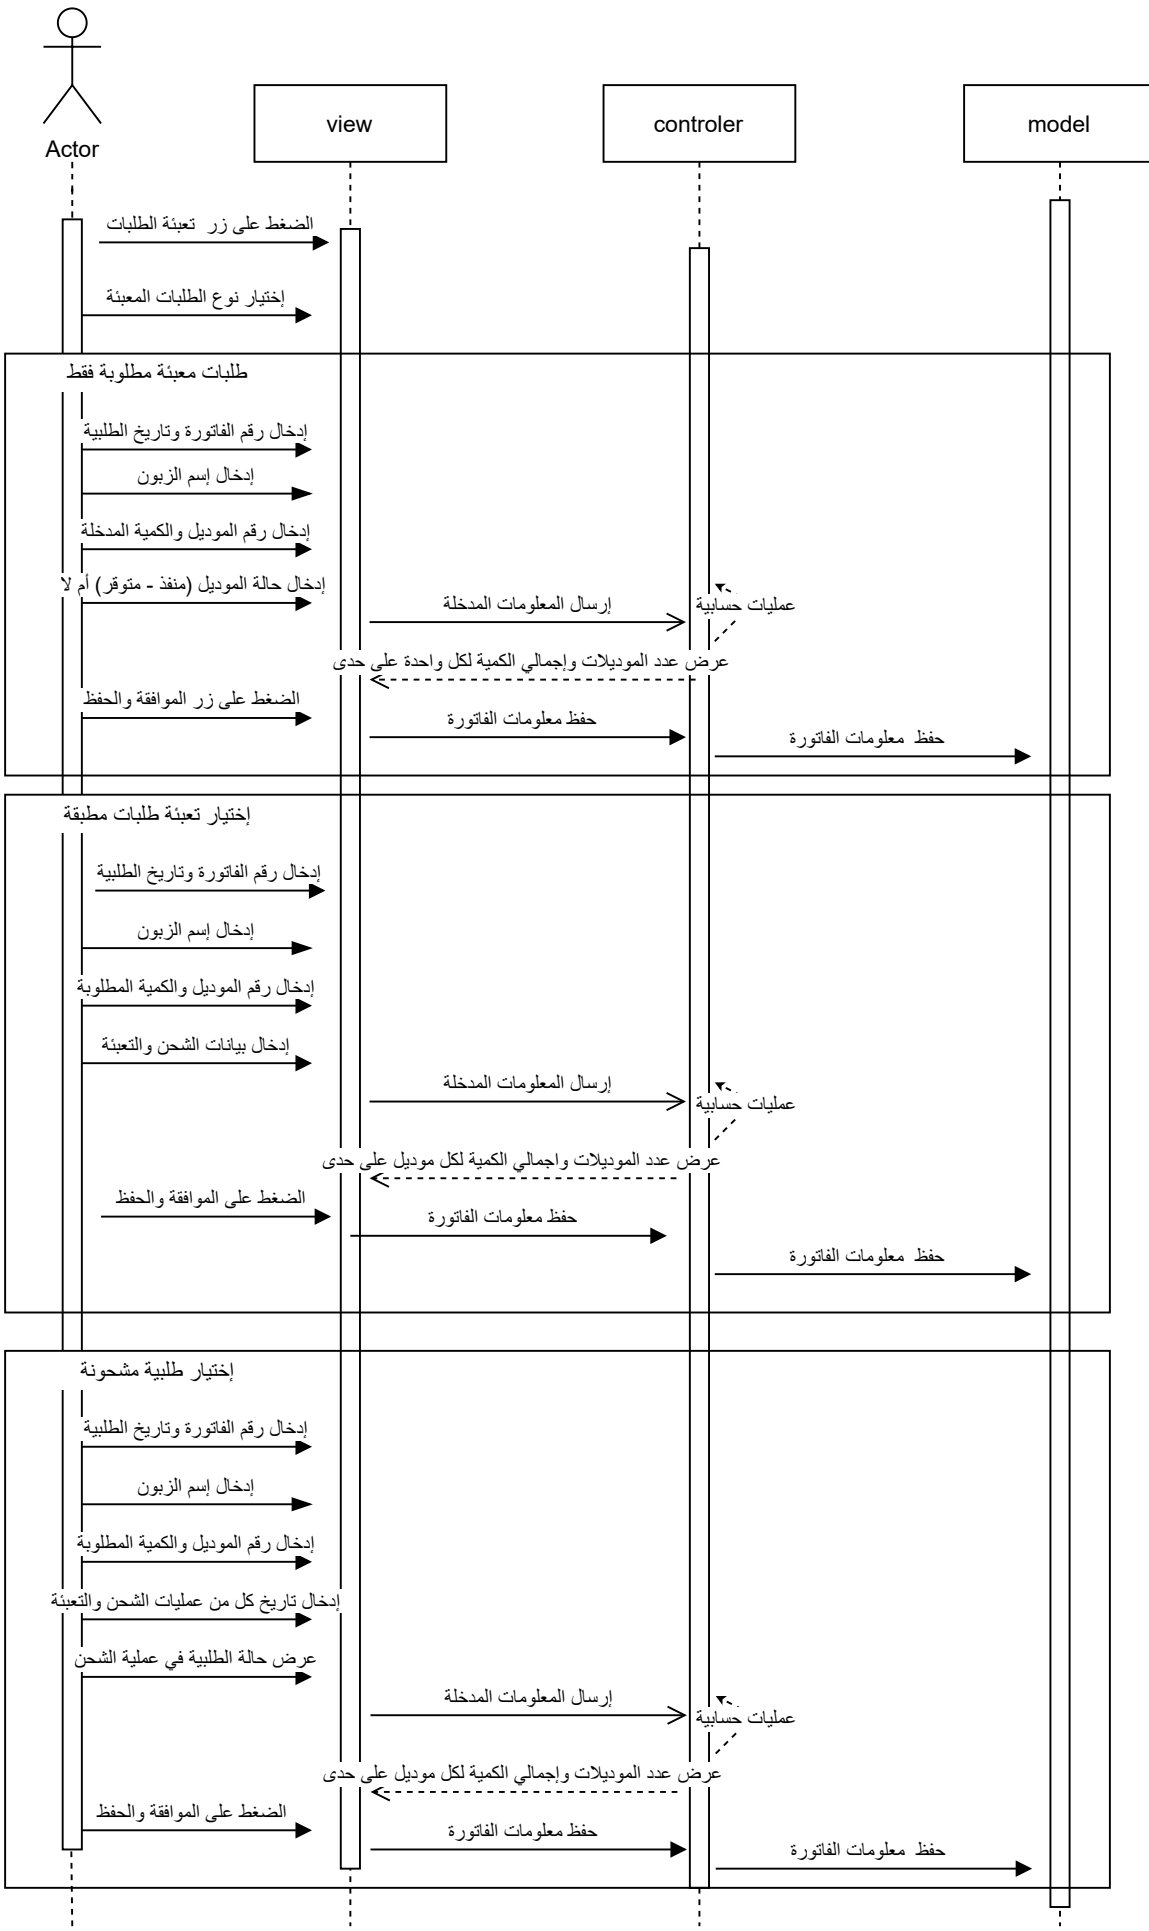 Actor
view
controler
model
الضغط على زر تعبئة الطلبات
إختيار نوع الطلبات المعبئة
طلبات معبئة مطلوبة فقط
إدخال رقم الفاتورة وتاريخ الطلبية
إدخال إسم الزبون
إدخال رقم الموديل والكمية المدخلة
إدخال حالة الموديل (منفذ - متوقر) أم لا
إرسال المعلومات المدخلة
عمليات حسابية
عرض عدد الموديلات وإجمالي الكمية لكل واحدة على حدى
الضغط على زر الموافقة والحفظ
حفظ معلومات الفاتورة
حفظ معلومات الفاتورة
إختيار تعبئة طلبات مطبقة
إدخال رقم الفاتورة وتاريخ الطلبية
إدخال إسم الزبون
إدخال رقم الموديل والكمية المطلوبة
إدخال بيانات الشحن والتعبئة
إرسال المعلومات المدخلة
عمليات حسابية
عرض عدد الموديلات واجمالي الكمية لكل موديل على حدى
الضغط على الموافقة والحفظ
حفظ معلومات الفاتورة
حفظ معلومات الفاتورة
إختيار طلبية مشحونة
إدخال رقم الفاتورة وتاريخ الطلبية
إدخال إسم الزبون
إدخال رقم الموديل والكمية المطلوبة
إدخال تاريخ كل من عمليات الشحن والتعبئة
عرض حالة الطلبية في عملية الشحن
إرسال المعلومات المدخلة
عمليات حسابية
عرض عدد الموديلات وإجمالي الكمية لكل موديل على حدى
الضغط على الموافقة والحفظ
حفظ معلومات الفاتورة
حفظ معلومات الفاتورة